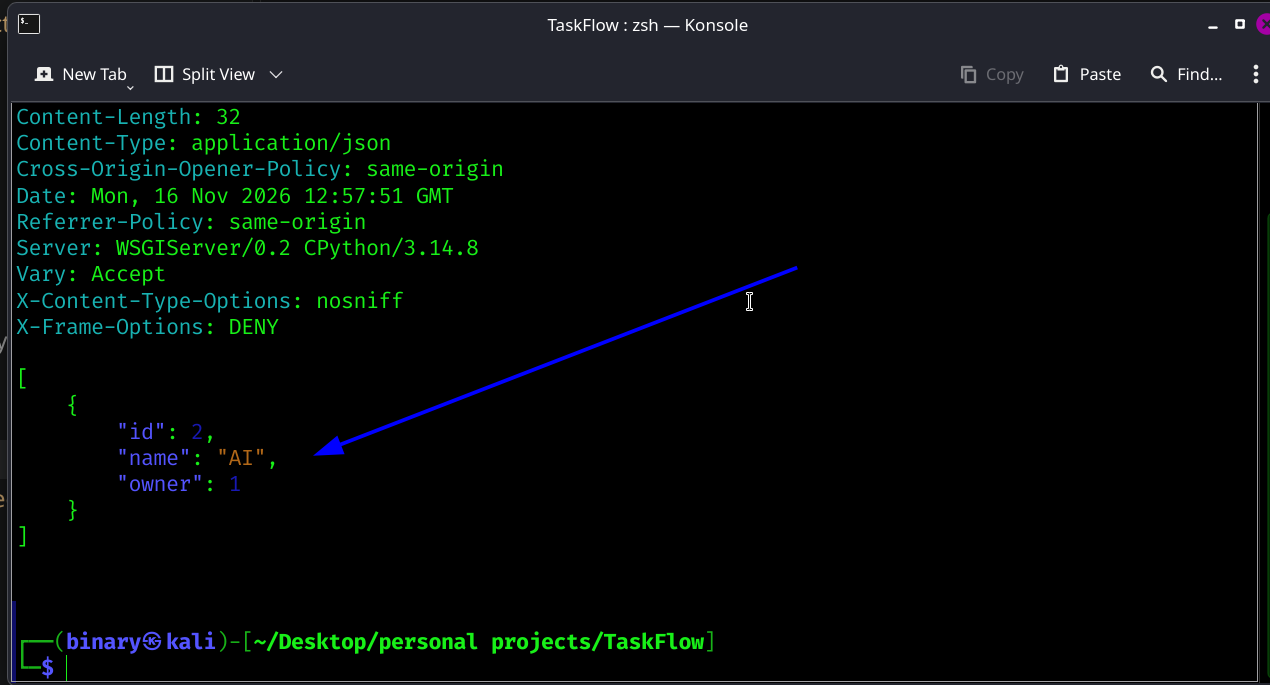 TaskFlow : zsh — Konsole
New Tab Split View Copy Paste Find...
Content-Length: 32
Content-Type: application/json
Cross-Origin-Opener-Policy: same-origin
Date: Mon, 16 Nov 2026 12:57:51 GMT
Referrer-Policy: same-origin
Server: WSGIServer/0.2 CPython/3.14.8
Vary: Accept
X-Content-Type-Options: nosniff
X-Frame-Options: DENY
[
    {
        "id": 2,
        "name": "AI",
        "owner": 1
    }
]
┌──(binary㉿kali)-[~/Desktop/personal projects/TaskFlow]
└─$